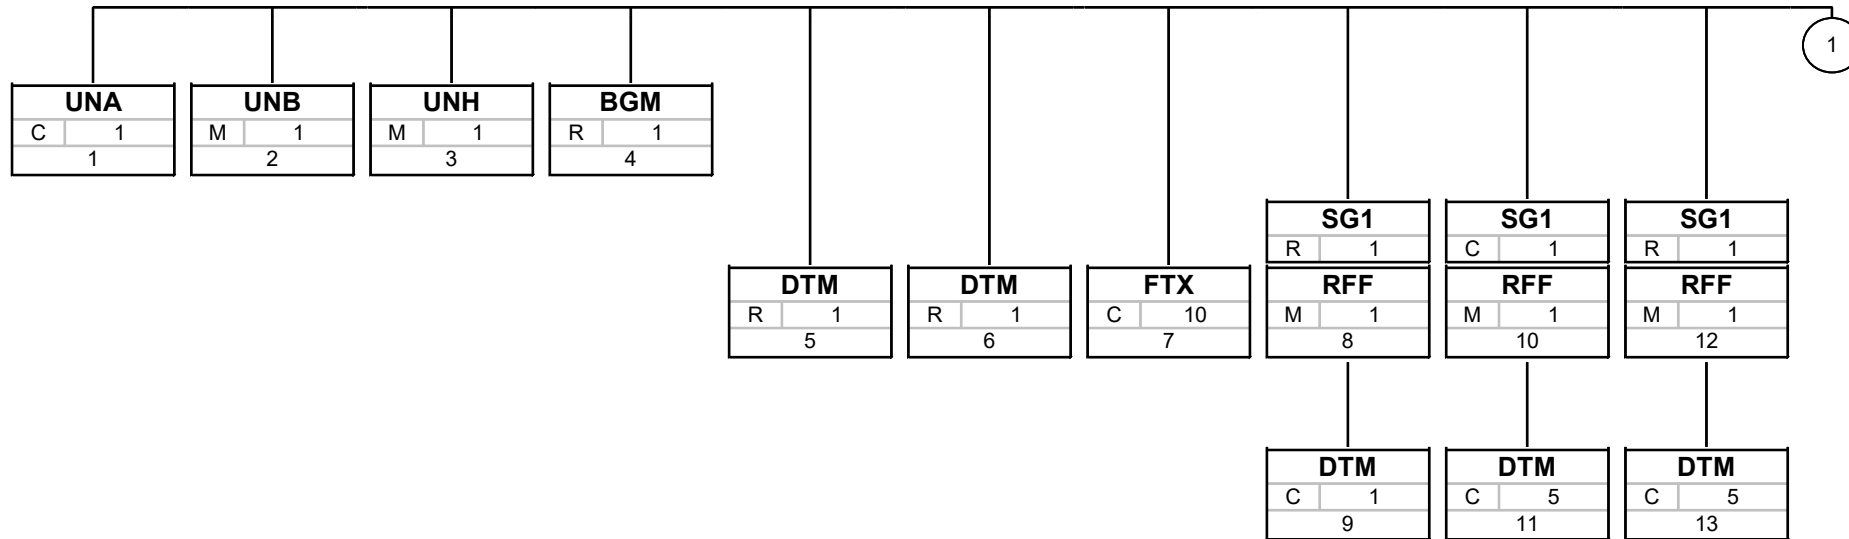 1
UNA UNB UNH BGM
C 1 M 1 M 1 R 1
1 2 3 4
SG1 SG1 SG1
R 1 C 1 R 1
DTM DTM FTX RFF RFF RFF
R 1 R 1 C 10 M 1 M 1 M 1
5 6 7 8 10 12
DTM DTM DTM
C 1 C 5 C 5
9 11 13